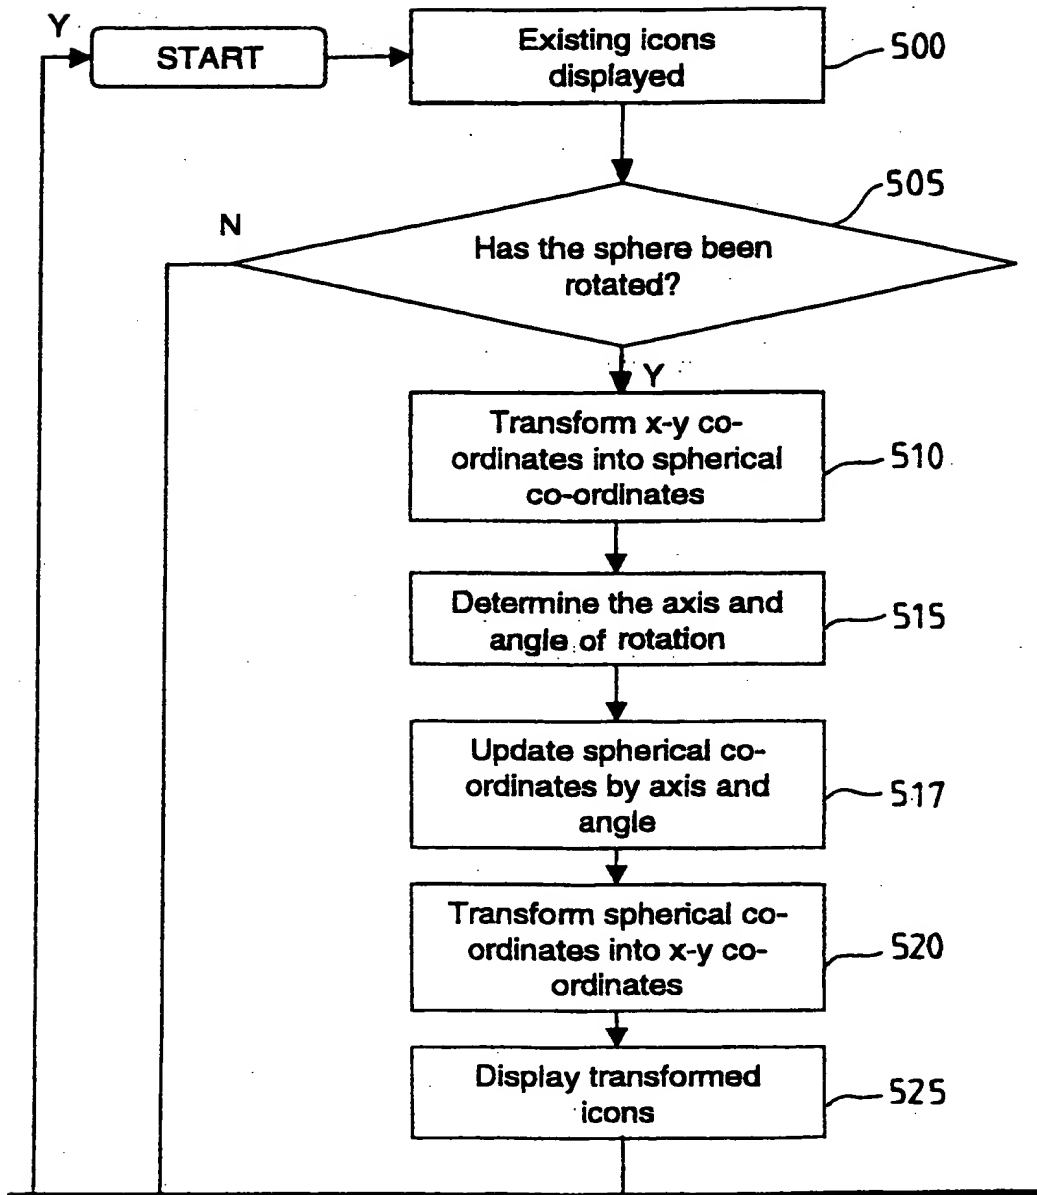 Y
START
Existing icons
displayed
500
505
N
Has the sphere been
rotated?
Y
Transform x-y co-
ordinates into spherical
co-ordinates
510
Determine the axis and
angle of rotation
515
Update spherical co-
ordinates by axis and
angle
517
Transform spherical co-
ordinates into x-y co-
ordinates
520
Display transformed
icons
525